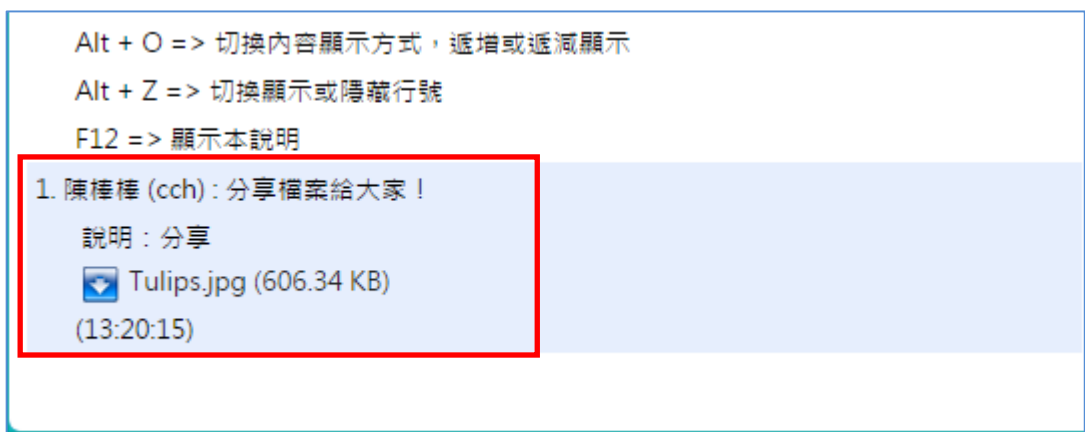 Alt + O => 切換內容顯示方式，遞增或遞減顯示
Alt + Z => 切換顯示或隱藏行號
F12 => 顯示本說明
1. 陳棒棒 (cch) : 分享檔案給大家！
說明：分享
Tulips.jpg (606.34 KB)
(13:20:15)